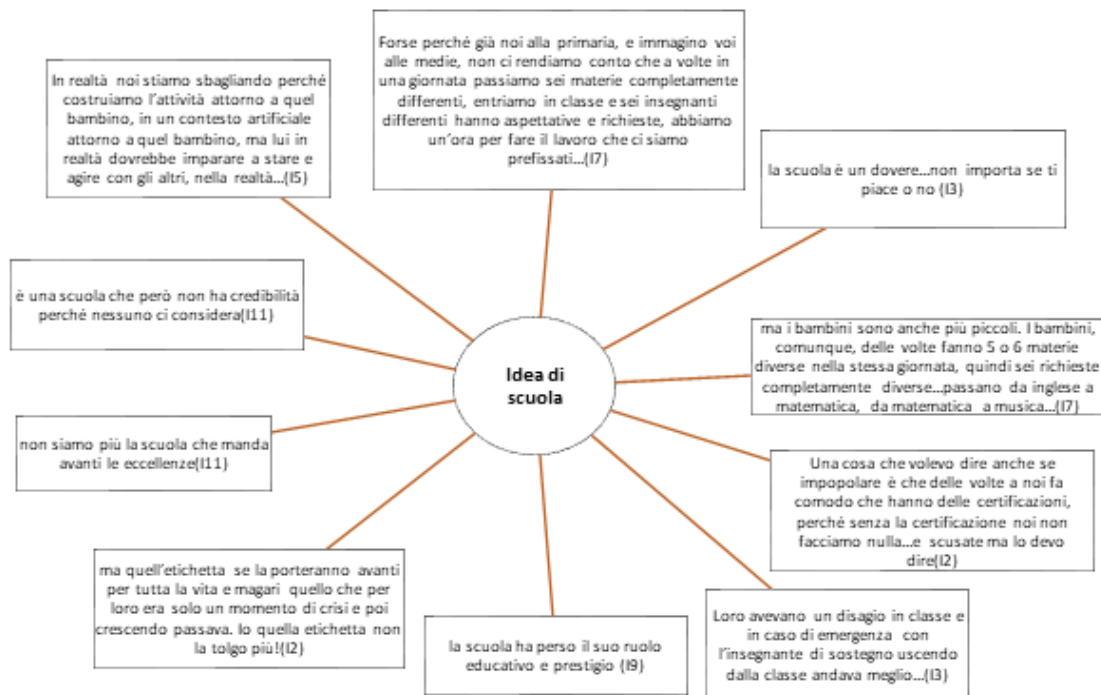 In realtà noi stiamo sbagliando perché
costruiamo l'attività attorno a quel
bambino, in un contesto artificiale
attorno a quel bambino, ma lui in
realtà dovrebbe imparare a stare e
agire con gli altri, nella realtà...(I5)
Forse perché già noi alla primaria, e immagino voi
alle medie, non ci rendiamo conto che a volte in
una giornata passiamo sei materie completamente
differenti, entriamo in classe e sei insegnanti
differenti hanno aspettative e richieste, abbiamo
un'ora per fare il lavoro che ci siamo
prefissati...(I7)
la scuola è un dovere...non importa se ti
piace o no (I3)
è una scuola che però non ha credibilità
perché nessuno ci considera(I11)
Idea di
scuola
ma i bambini sono anche più piccoli. I bambini,
comunque, delle volte fanno 5 o 6 materie
diverse nella stessa giornata, quindi sei richieste
completamente diverse...passano da inglese a
matematica, da matematica a musica...(I7)
non siamo più la scuola che manda
avanti le eccellenze(I11)
Una cosa che volevo dire anche se
impopolare è che delle volte a noi fa
comodo che hanno delle certificazioni,
perché senza la certificazione noi non
facciamo nulla...e scusate ma lo devo
dire(I2)
ma quell'etichetta se la porteranno avanti
per tutta la vita e magari quello che per
loro era solo un momento di crisi e poi
crescendo passava. Io quella etichetta non
la tolgo più!(I2)
la scuola ha perso il suo ruolo
educativo e prestigio (I9)
Loro avevano un disagio in classe e
in caso di emergenza con
l'insegnante di sostegno uscendo
dalla classe andava meglio...(I3)